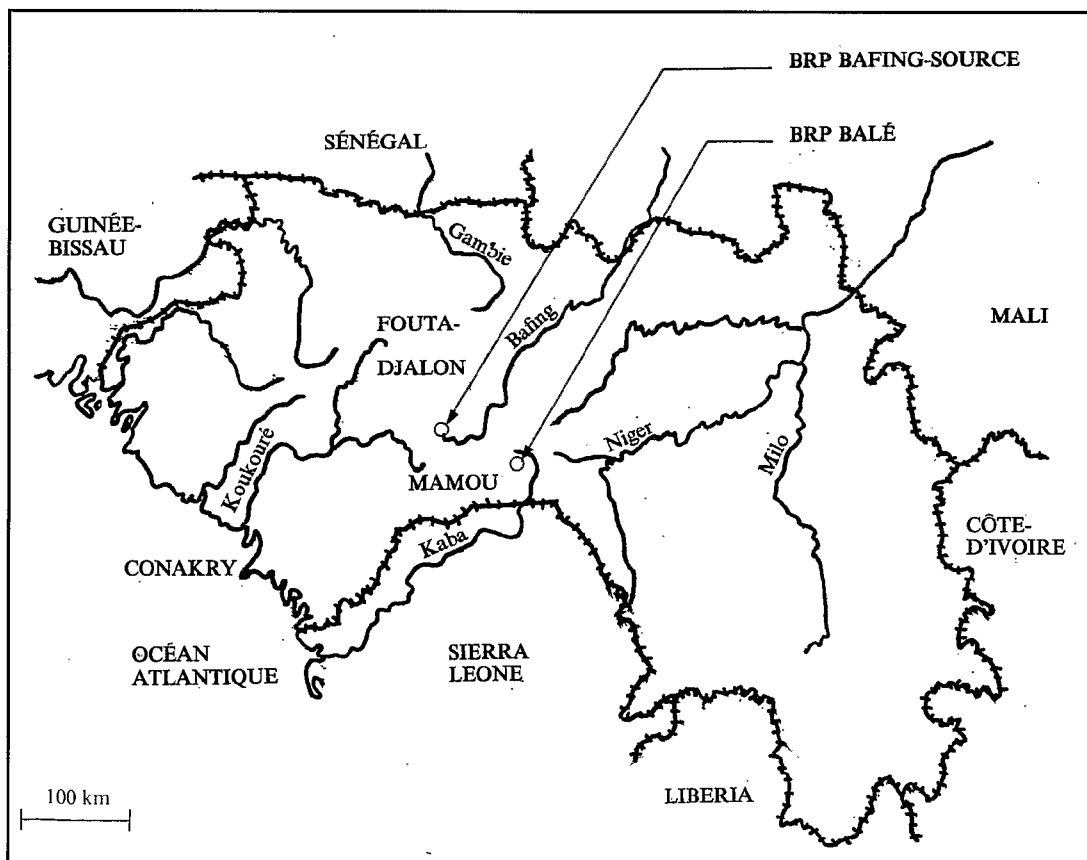 BRP BAFING-SOURCE
BRP BALÉ
SÉNÉGAL
GUINÉE-
BISSAU
Gambie
FOUTA-
DJALON
Bafing
MALI
Koukouré
MAMOU
Niger
Milo
Kaba
CONAKRY
CÔTE-
D'IVOIRE
OCÉAN
ATLANTIQUE
SIERRA
LEONE
LIBERIA
100 km